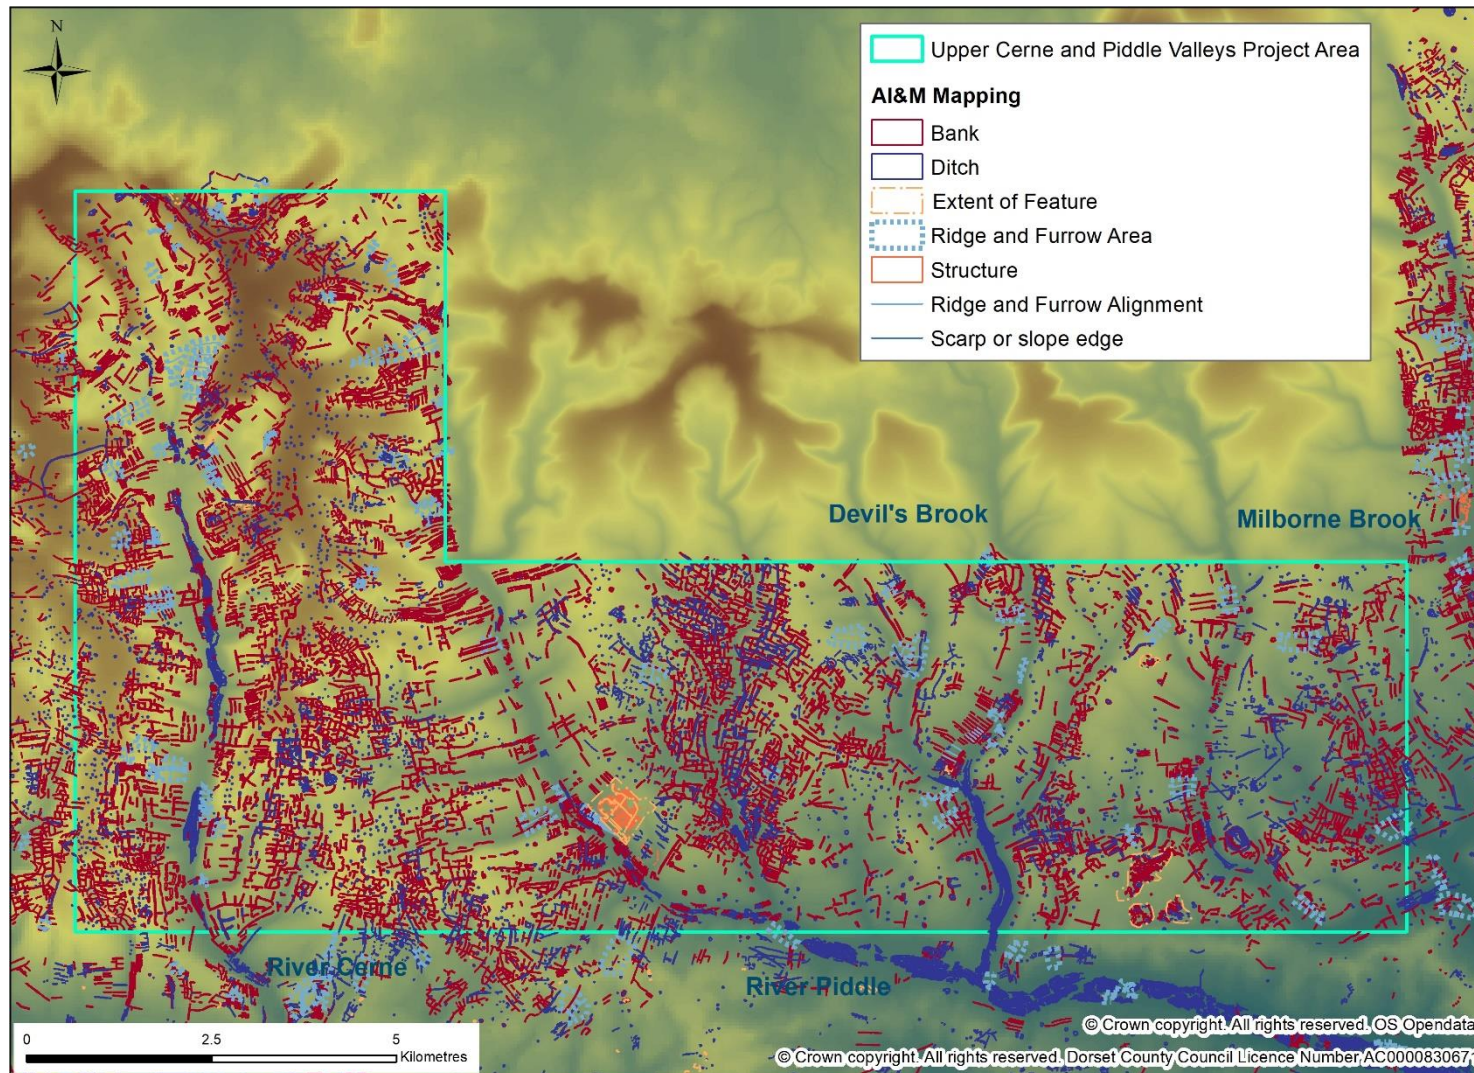 N
Upper Cerne and Piddle Valleys Project Area
AI&M Mapping
Bank
Ditch
Extent of Feature
Ridge and Furrow Area
Structure
Ridge and Furrow Alignment
Scarp or slope edge
Devil's Brook
Milborne Brook
River Cerne
River Piddle
0 2.5 5
Kilometres
© Crown copyright. All rights reserved. OS Opendata
© Crown copyright. All rights reserved. Dorset County Council Licence Number AC0000830671